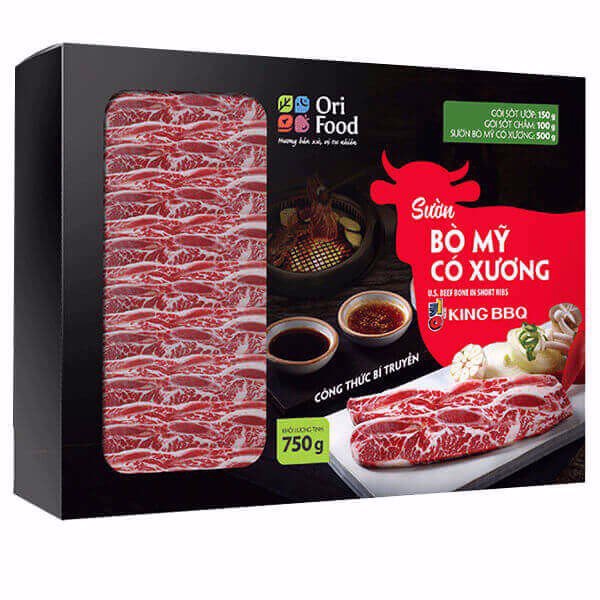 Ori
Food
Hương bản xứ, vị tự nhiên
GÓI SỐT ƯỚP: 150 g
GÓI SỐT CHẤM: 100 g
SƯỜN BÒ MỸ CÓ XƯƠNG: 500 g
Sườn
BÒ MỸ
CÓ XƯƠNG
U.S. BEEF BONE IN SHORT RIBS
KING BBQ
CÔNG THỨC BÍ TRUYỀN
KHỐI LƯỢNG TỊNH
750 g